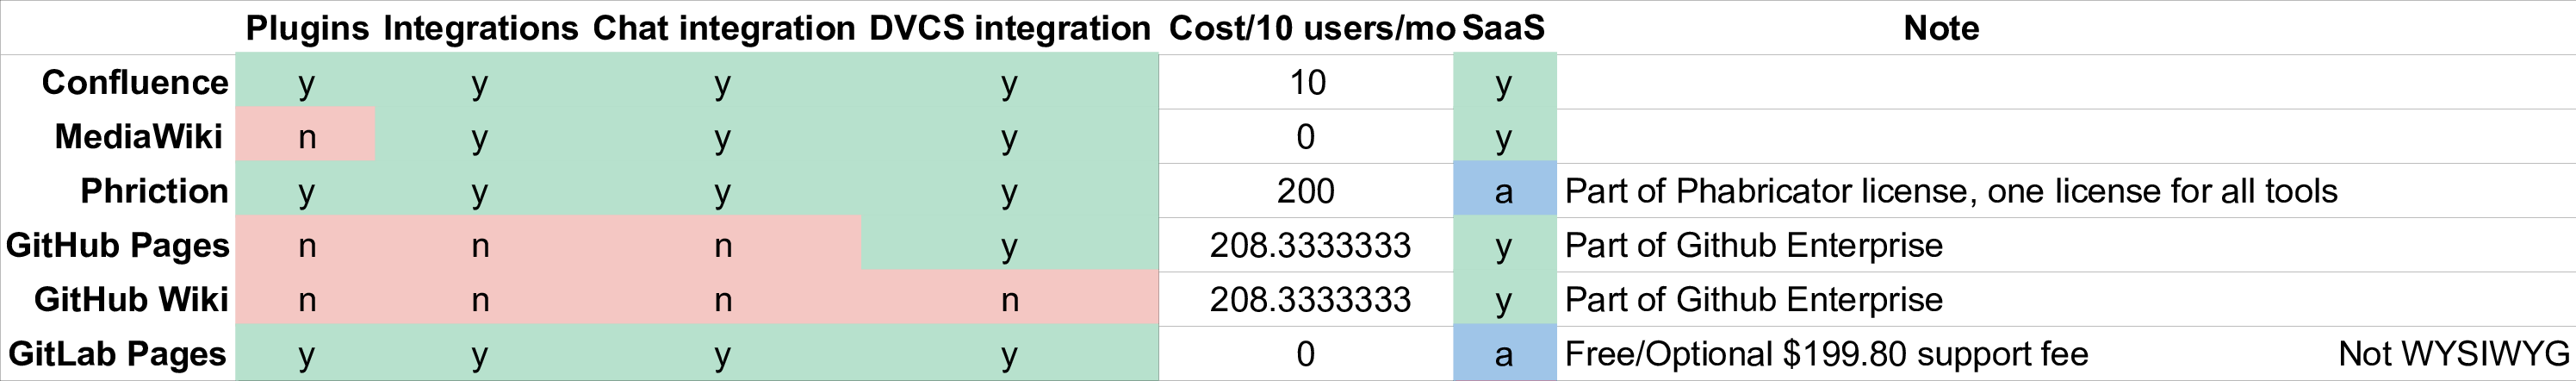 Plugins Integrations Chat integration DVCS integration Cost/10 users/mo SaaS Note
Confluence y y y y 10 y
MediaWiki n y y y 0 y
Phriction y y y y 200 a Part of Phabricator license, one license for all tools
GitHub Pages n n n y 208.3333333 y Part of Github Enterprise
GitHub Wiki n n n n 208.3333333 y Part of Github Enterprise
GitLab Pages y y y y 0 a Free/Optional $199.80 support fee Not WYSIWYG